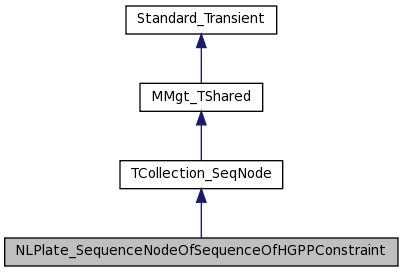 Standard_Transient
MMgt_TShared
TCollection_SeqNode
NLPlate_SequenceNodeOfSequenceOfHGPPConstraint